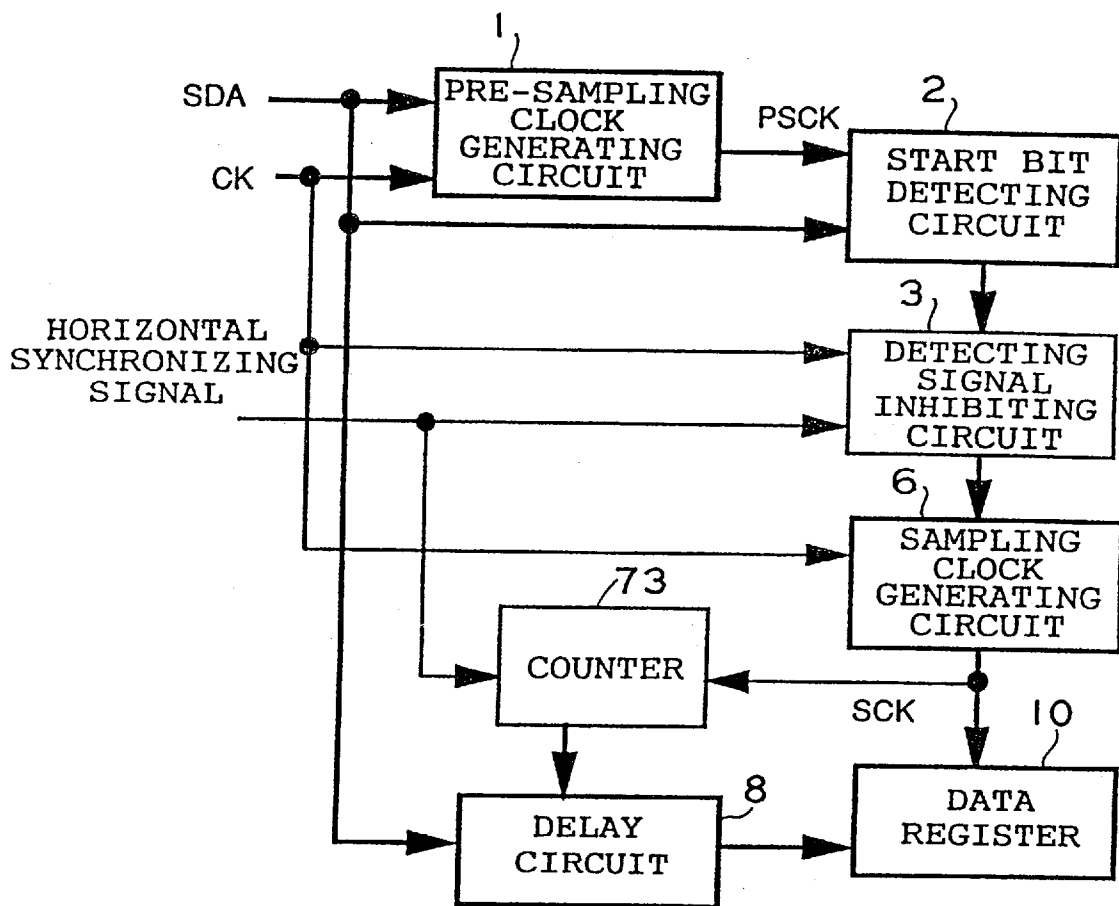 1
SDA
PRE-SAMPLING
CLOCK
GENERATING
CIRCUIT
PSCK
2
START BIT
DETECTING
CIRCUIT
CK
HORIZONTAL
SYNCHRONIZING
SIGNAL
3
DETECTING
SIGNAL
INHIBITING
CIRCUIT
6
SAMPLING
CLOCK
GENERATING
CIRCUIT
73
COUNTER
SCK
10
DATA
REGISTER
8
DELAY
CIRCUIT